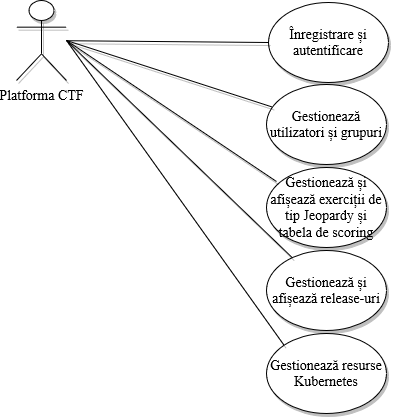 Înregistrare și
autentificare
Platforma CTF
Gestionează
utilizatori și grupuri
Gestionează și
afișează exerciții de
tip Jeopardy și
tabela de scoring
Gestionează și
afișează release-uri
Gestionează resurse
Kubernetes